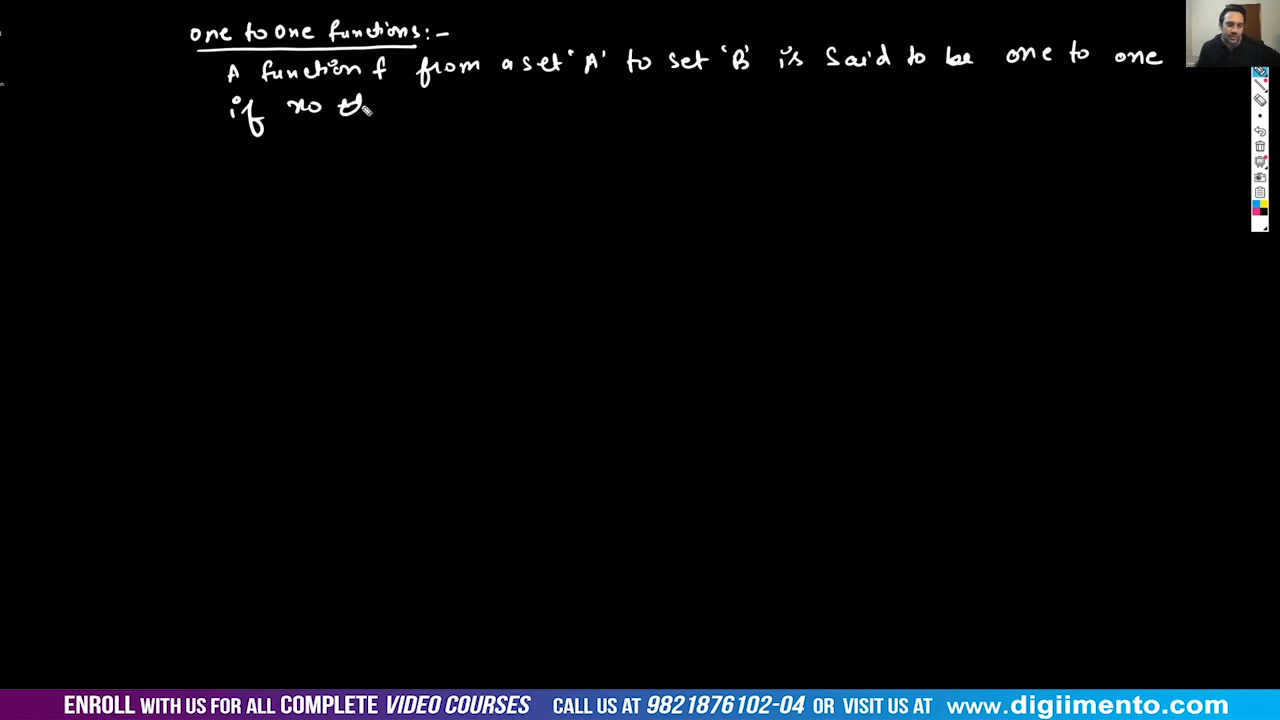 one to one functions:-
A function f from a set 'A' to set 'B' is said to be one to one
if no
ENROLL WITH US FOR ALL COMPLETE VIDEO COURSES CALL US AT 9821876102-04 OR VISIT US AT www.digiimento.com